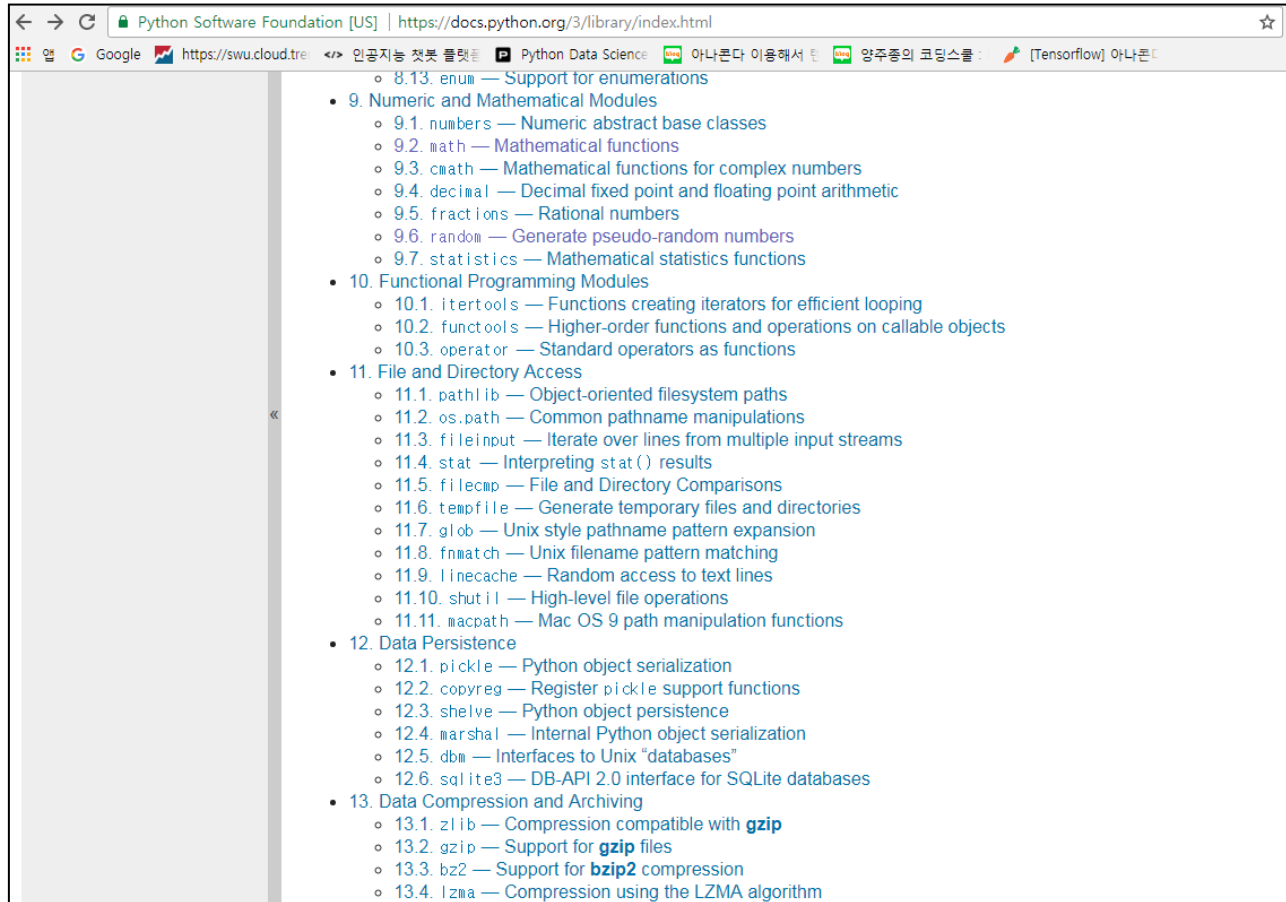 Python Software Foundation [US] | https://docs.python.org/3/library/index.html
앱 Google https://swu.cloud.tre 인공지능 챗봇 플랫폼 Python Data Science 아나콘다 이용해서 텐 양주종의 코딩스쿨 : [Tensorflow] 아나콘다
8.13. enum — Support for enumerations
• 9. Numeric and Mathematical Modules
9.1. numbers — Numeric abstract base classes
9.2. math — Mathematical functions
9.3. cmath — Mathematical functions for complex numbers
9.4. decimal — Decimal fixed point and floating point arithmetic
9.5. fractions — Rational numbers
9.6. random — Generate pseudo-random numbers
9.7. statistics — Mathematical statistics functions
• 10. Functional Programming Modules
10.1. itertools — Functions creating iterators for efficient looping
10.2. functools — Higher-order functions and operations on callable objects
10.3. operator — Standard operators as functions
• 11. File and Directory Access
11.1. pathlib — Object-oriented filesystem paths
11.2. os.path — Common pathname manipulations
11.3. fileinput — Iterate over lines from multiple input streams
11.4. stat — Interpreting stat() results
11.5. filecmp — File and Directory Comparisons
11.6. tempfile — Generate temporary files and directories
11.7. glob — Unix style pathname pattern expansion
11.8. fnmatch — Unix filename pattern matching
11.9. linecache — Random access to text lines
11.10. shutil — High-level file operations
11.11. macpath — Mac OS 9 path manipulation functions
• 12. Data Persistence
12.1. pickle — Python object serialization
12.2. copyreg — Register pickle support functions
12.3. shelve — Python object persistence
12.4. marshal — Internal Python object serialization
12.5. dbm — Interfaces to Unix “databases”
12.6. sqlite3 — DB-API 2.0 interface for SQLite databases
• 13. Data Compression and Archiving
13.1. zlib — Compression compatible with gzip
13.2. gzip — Support for gzip files
13.3. bz2 — Support for bzip2 compression
13.4. lzma — Compression using the LZMA algorithm